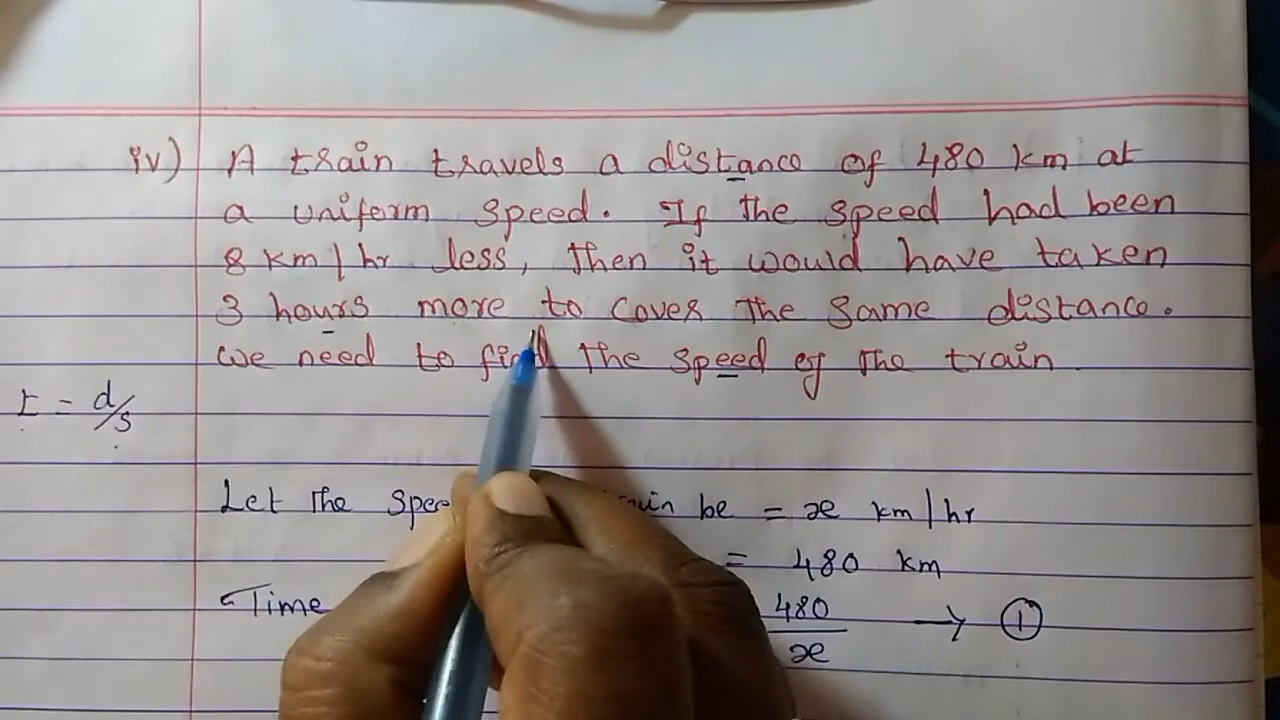 iv) A train travels a distance of 480 km at
a uniform speed. If the speed had been
8 km/hr less, then it would have taken
3 hours more to cover the same distance.
We need to find the speed of the train.
t = d/s
Let the be = x km/hr
= 480 km
Time 480/x → ①